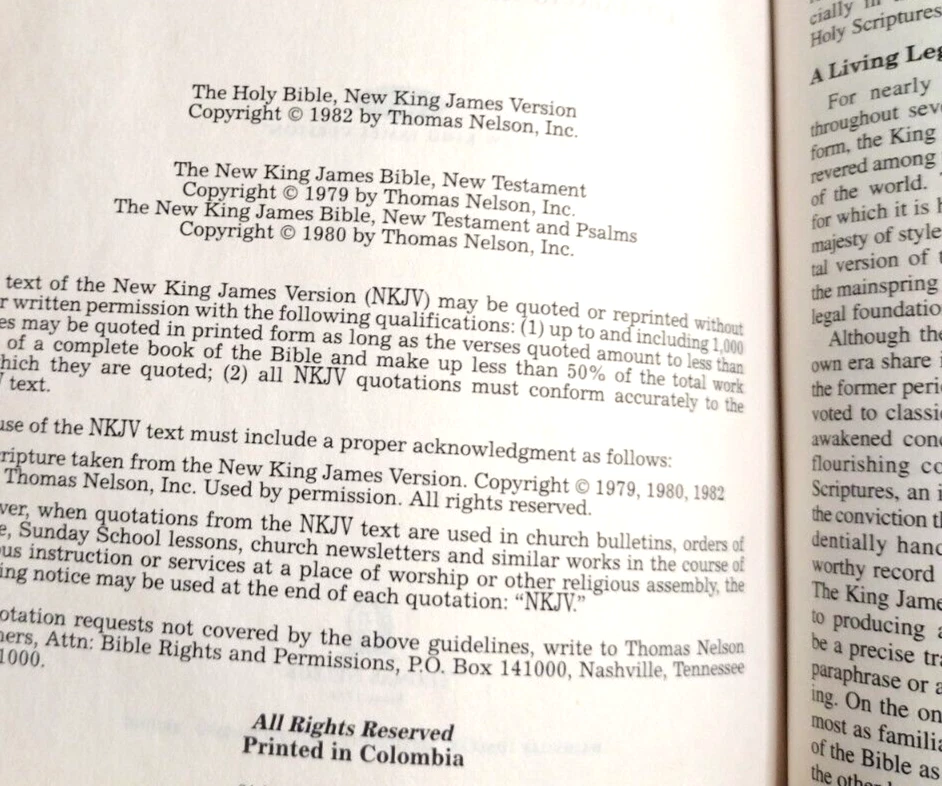 The Holy Bible, New King James Version
Copyright © 1982 by Thomas Nelson, Inc.
The New King James Bible, New Testament
Copyright © 1979 by Thomas Nelson, Inc.
The New King James Bible, New Testament and Psalms
Copyright © 1980 by Thomas Nelson, Inc.
text of the New King James Version (NKJV) may be quoted or reprinted without
r written permission with the following qualifications: (1) up to and including 1,000
es may be quoted in printed form as long as the verses quoted amount to less than
of a complete book of the Bible and make up less than 50% of the total work
hich they are quoted; (2) all NKJV quotations must conform accurately to the
text.
use of the NKJV text must include a proper acknowledgment as follows:
ripture taken from the New King James Version. Copyright © 1979, 1980, 1982
Thomas Nelson, Inc. Used by permission. All rights reserved.
ver, when quotations from the NKJV text are used in church bulletins, orders of
e, Sunday School lessons, church newsletters and similar works in the course of
ous instruction or services at a place of worship or other religious assembly, the
ing notice may be used at the end of each quotation: “NKJV.”
otation requests not covered by the above guidelines, write to Thomas Nelson
hers, Attn: Bible Rights and Permissions, P.O. Box 141000, Nashville, Tennessee
1000.
All Rights Reserved
Printed in Colombia
cially in
Holy Scriptures
A Living Leg
For nearly
throughout seve
form, the King
revered among
of the world.
for which it is h
majesty of style
tal version of t
the mainspring
legal foundatio
Although the
own era share
the former perio
voted to classic
awakened conc
flourishing co
Scriptures, an i
the conviction th
dentially hand
worthy record
The King Jame
to producing a
be a precise tra
paraphrase or a
ing. On the on
most as familia
of the Bible as
the other